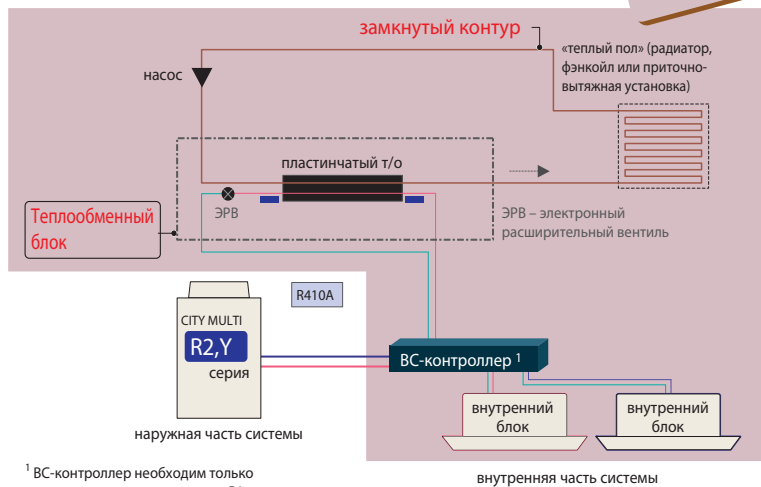 замкнутый контур
«теплый пол» (радиатор,
фэнкойл или приточно-
вытяжная установка)
насос
пластинчатый т/о
ЭРВ
ЭРВ – электронный
расширительный вентиль
Теплообменный
блок
R410A
CITY MULTI
R2,Y
серия
BC-контроллер 1
внутренний
блок
внутренний
блок
наружная часть системы
внутренняя часть системы
1 BC-контроллер необходим только